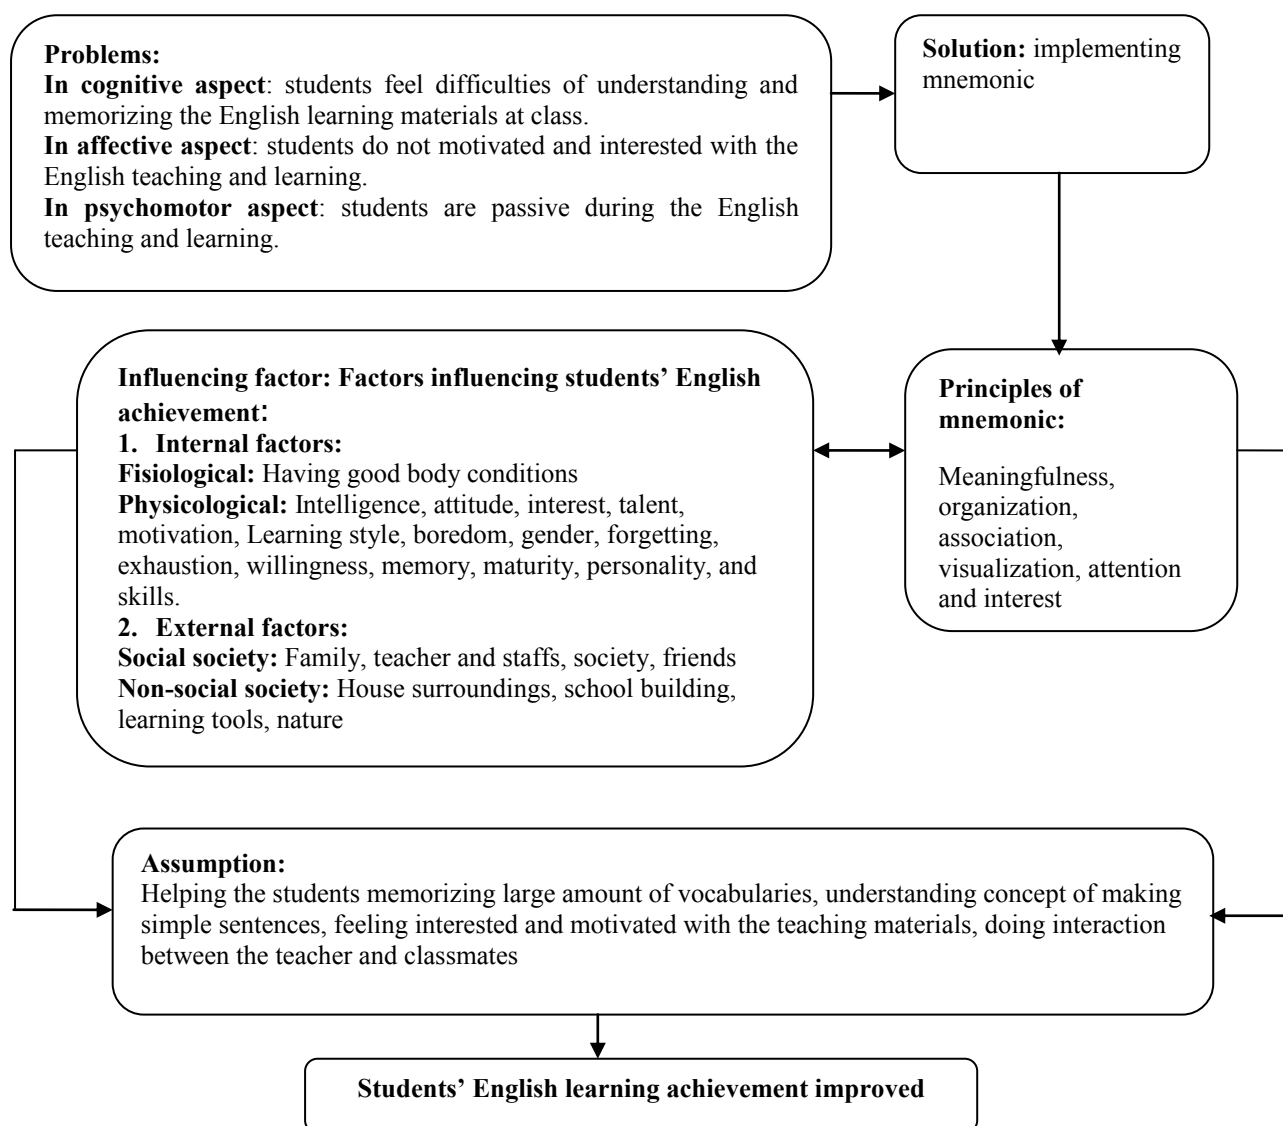 Problems:
In cognitive aspect: students feel difficulties of understanding and
memorizing the English learning materials at class.
In affective aspect: students do not motivated and interested with the
English teaching and learning.
In psychomotor aspect: students are passive during the English
teaching and learning.
Solution: implementing
mnemonic
Influencing factor: Factors influencing students’ English
achievement:
1. Internal factors:
Fisiological: Having good body conditions
Physicological: Intelligence, attitude, interest, talent,
motivation, Learning style, boredom, gender, forgetting,
exhaustion, willingness, memory, maturity, personality, and
skills.
2. External factors:
Social society: Family, teacher and staffs, society, friends
Non-social society: House surroundings, school building,
learning tools, nature
Principles of
mnemonic:
Meaningfulness,
organization,
association,
visualization, attention
and interest
Assumption:
Helping the students memorizing large amount of vocabularies, understanding concept of making
simple sentences, feeling interested and motivated with the teaching materials, doing interaction
between the teacher and classmates
Students’ English learning achievement improved